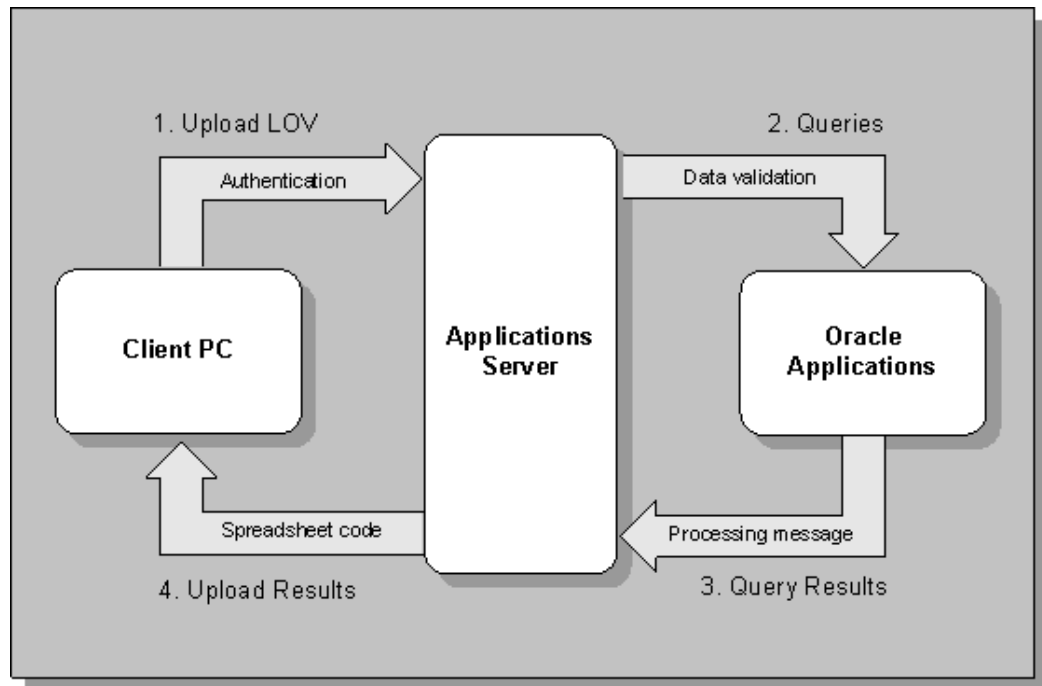 1. Upload LOV
Authentication
2. Queries
Data validation
Client PC
Applications
Server
Oracle
Applications
Spreadsheet code
4. Upload Results
Processing message
3. Query Results